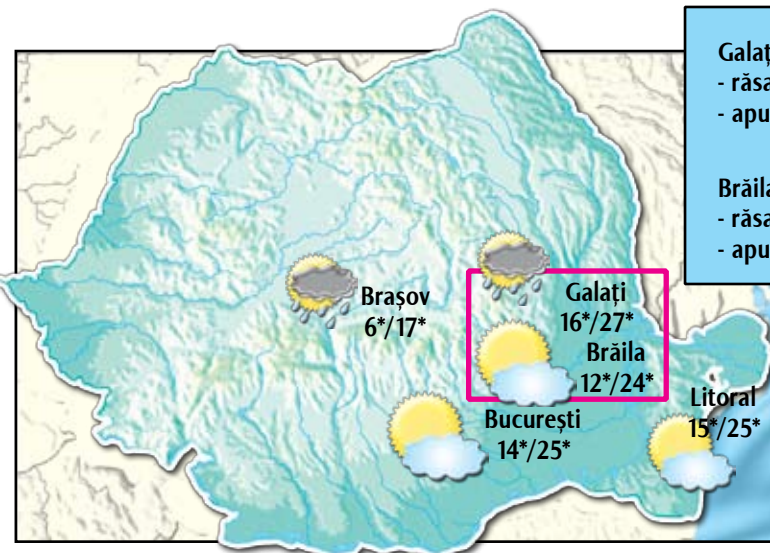 Galaț
- răsa
- apu
Brăila
- răsa
- apu
Brașov
6*/17*
Galați
16*/27*
Brăila
12*/24*
Litoral
15*/25*
București
14*/25*